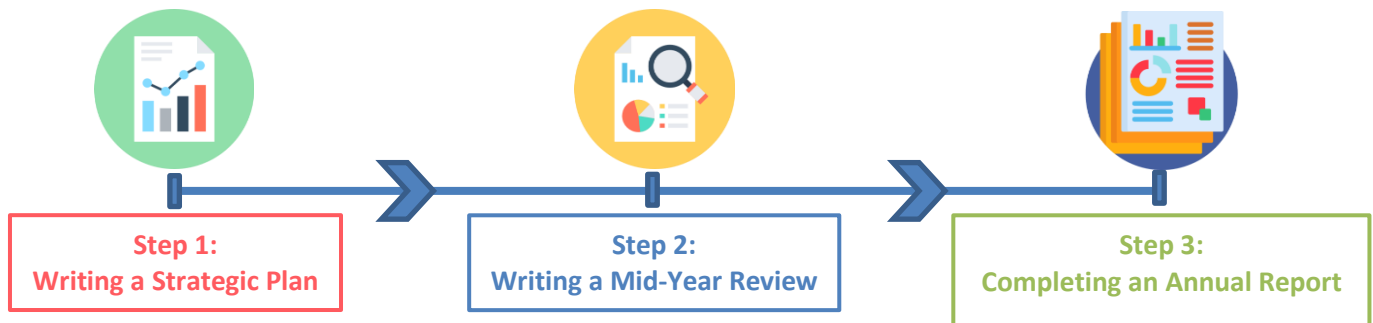 Step 1:
Writing a Strategic Plan
Step 2:
Writing a Mid-Year Review
Step 3:
Completing an Annual Report